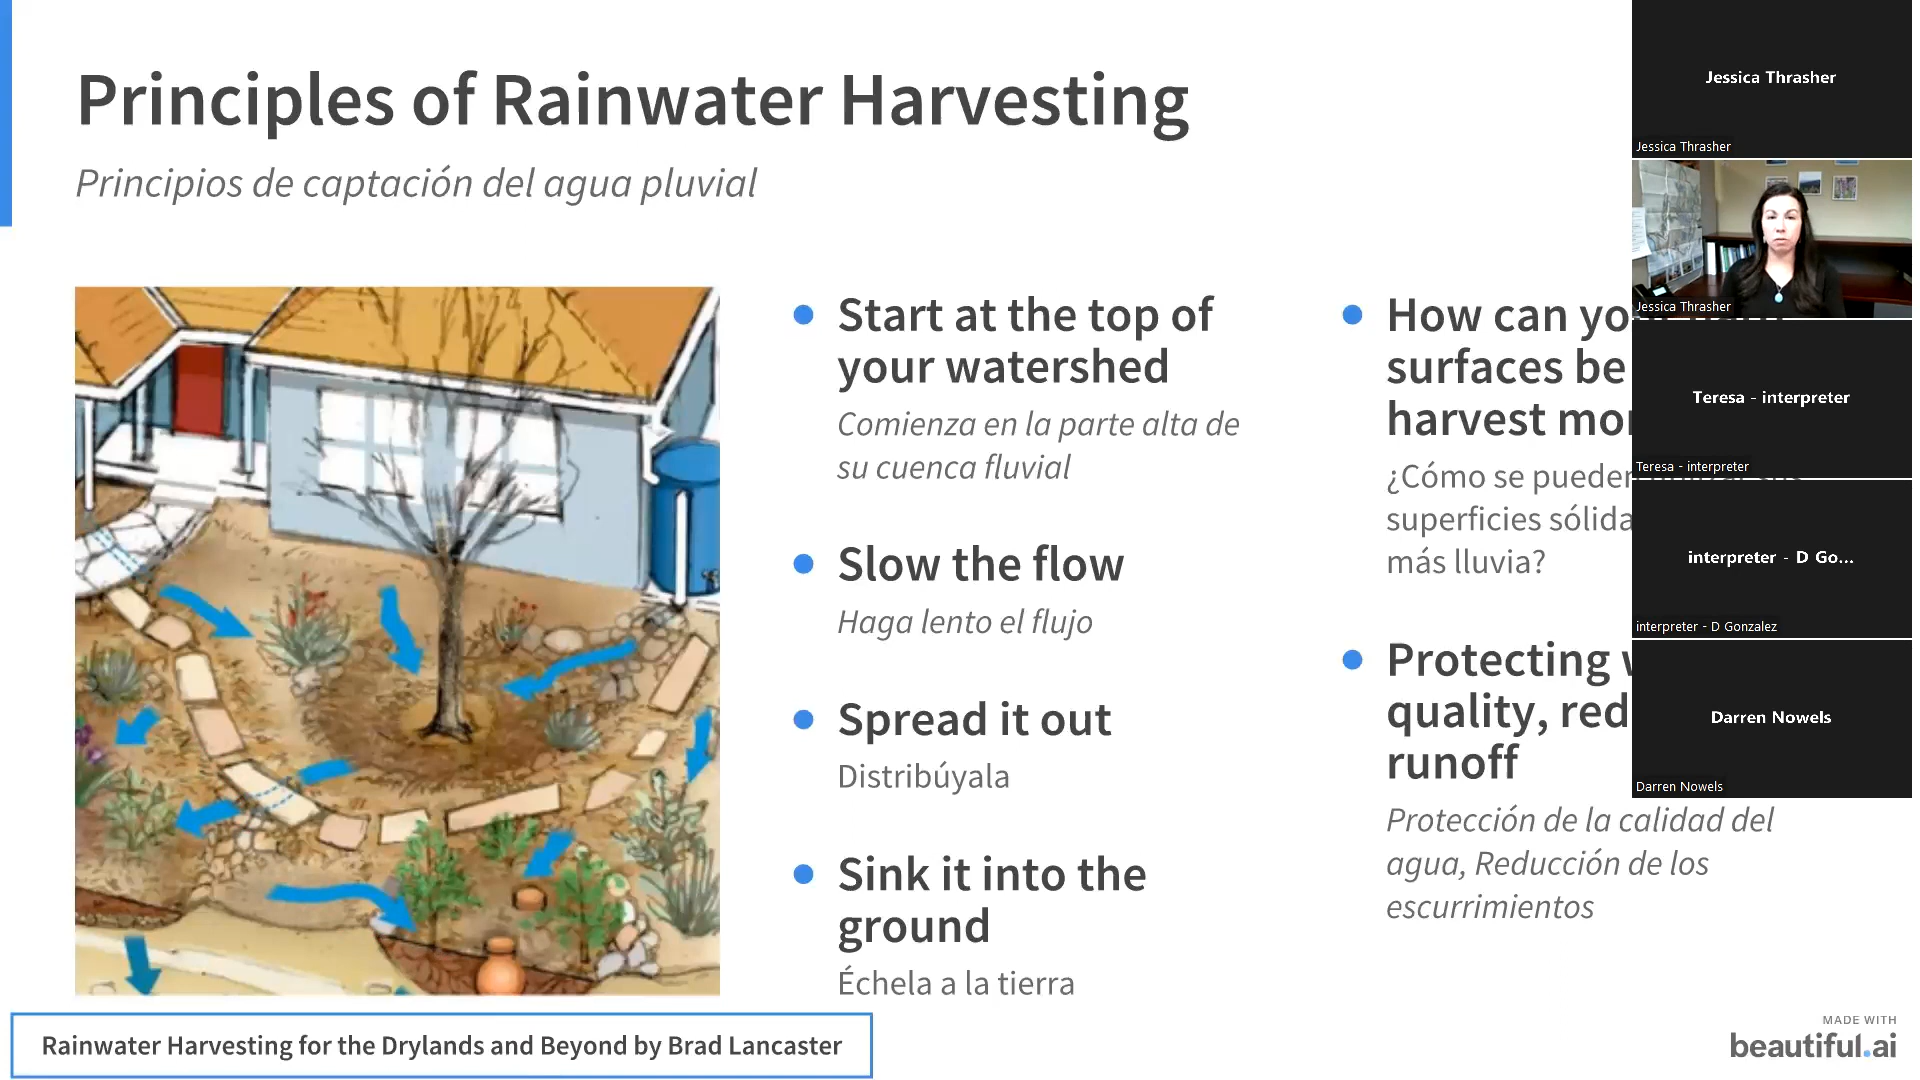 Principles of Rainwater Harvesting
Principios de captación del agua pluvial
Start at the top of
your watershed
Comienza en la parte alta de
su cuenca fluvial
Slow the flow
Haga lento el flujo
Spread it out
Distribúyala
Sink it into the
ground
Échela a la tierra
How can
surfaces be
harvest
¿Cómo se
superficies
más lluvia?
Protecting
quality,
runoff
Protección de la calidad del
agua, Reducción de los
escurrimientos
Rainwater Harvesting for the Drylands and Beyond by Brad Lancaster
MADE WITH
beautiful.ai
Jessica Thrasher
Jessica Thrasher
Jessica Thrasher
Teresa - interpreter
Teresa - interpreter
interpreter - D Go...
interpreter - D Gonzalez
Darren Nowels
Darren Nowels